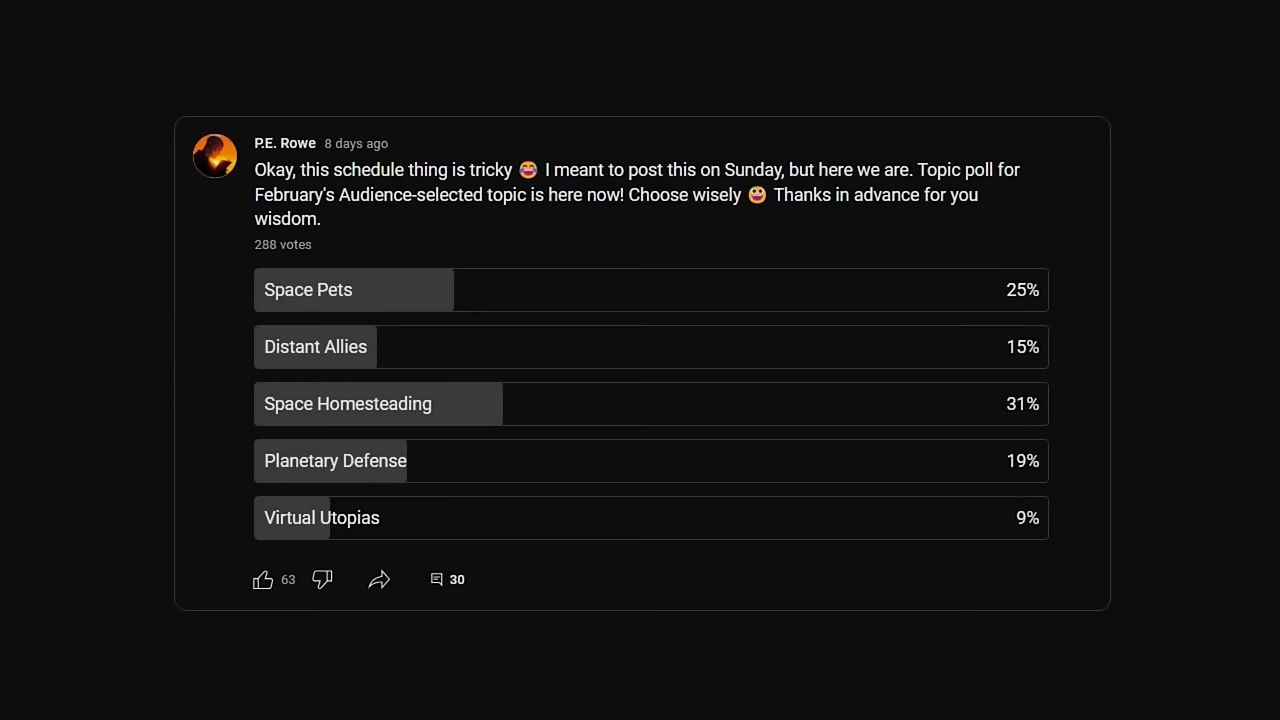 P.E. Rowe 8 days ago
Okay, this schedule thing is tricky 😂 I meant to post this on Sunday, but here we are. Topic poll for
February's Audience-selected topic is here now! Choose wisely 😀 Thanks in advance for you
wisdom.
288 votes
Space Pets 25%
Distant Allies 15%
Space Homesteading 31%
Planetary Defense 19%
Virtual Utopias 9%
63 30